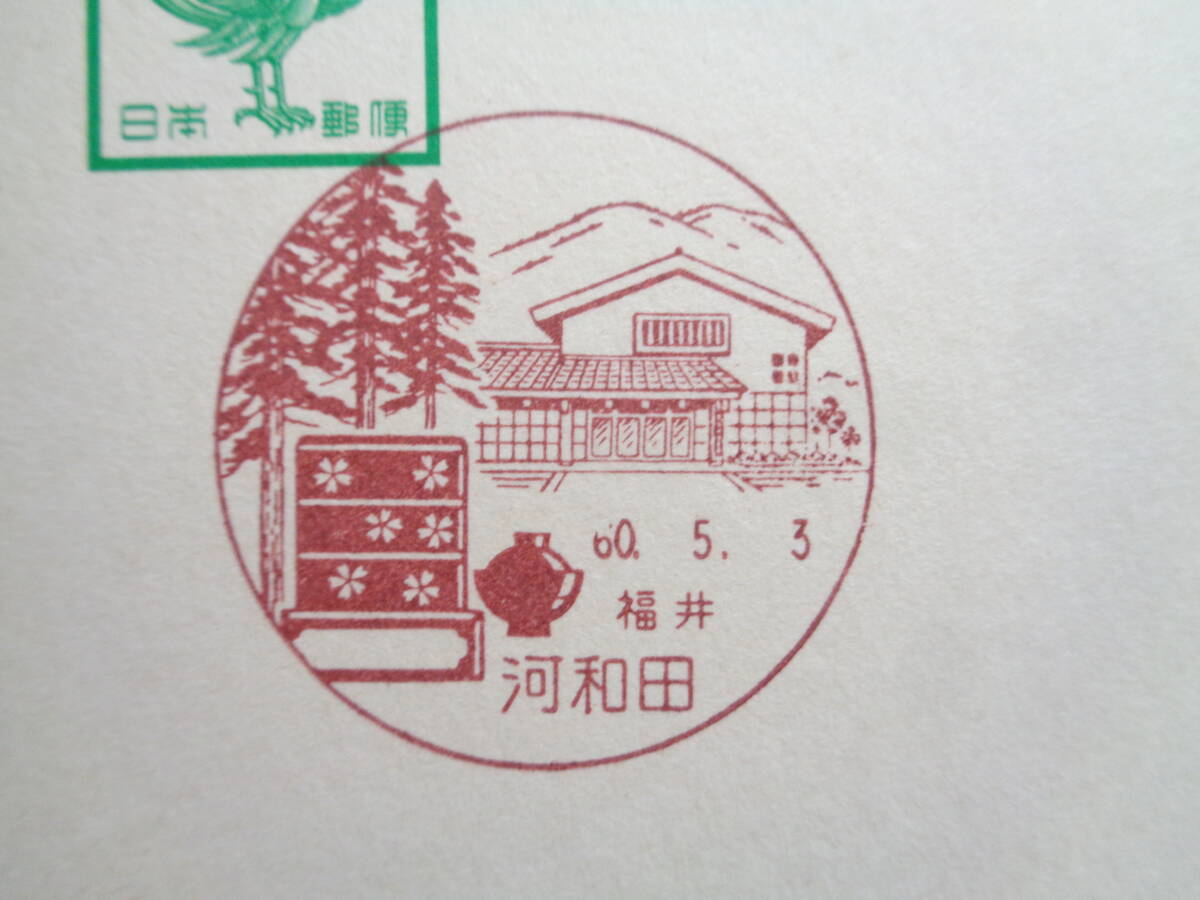 日本郵便
60. 5. 3
福井
河和田